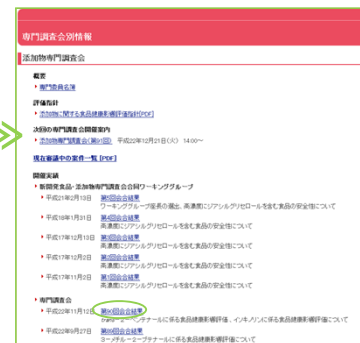 専門調査会別情報
添加物専門調査会
概要
専門委員名簿
評価指針
添加物に関する食品健康影響評価指針[PDF]
次回の専門調査会開催案内
添加物専門調査会(第91回) 平成22年12月21日(火) 14:00～
現在審議中の案件一覧 [PDF]
開催実績
新開発食品・添加物専門調査会合同ワーキンググループ
平成21年2月13日 第5回会合結果
ワーキンググループ座長の選出、高濃度にジアシルグリセロールを含む食品の安全性について
平成18年1月31日 第4回会合結果
高濃度にジアシルグリセロールを含む食品の安全性について
平成17年12月13日 第3回会合結果
高濃度にジアシルグリセロールを含む食品の安全性について
平成17年12月2日 第2回会合結果
高濃度にジアシルグリセロールを含む食品の安全性について
平成17年11月2日 第1回会合結果
高濃度にジアシルグリセロールを含む食品の安全性について
専門調査会
平成22年11月12日 第90回会合結果
2-ペンテナールに係る食品健康影響評価、イソキノリンに係る食品健康影響評価について
平成22年9月27日 第89回会合結果
3-メチル-2-ブテナールに係る食品健康影響評価について